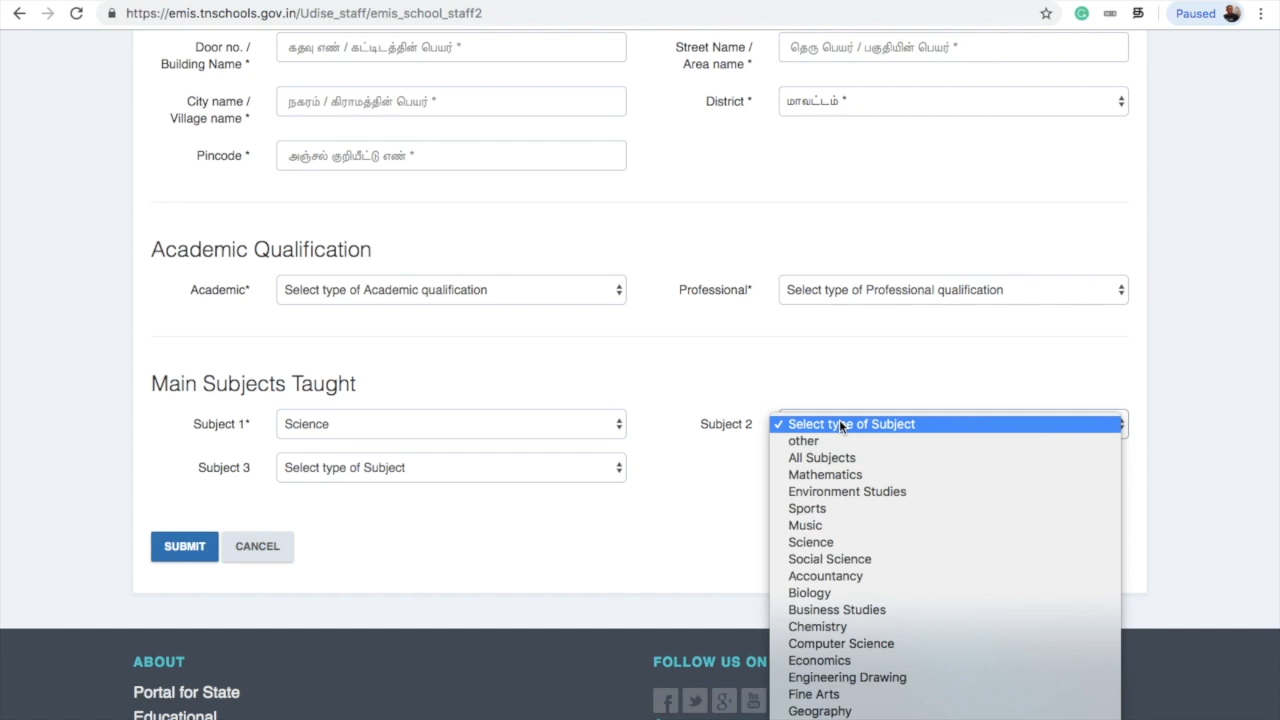 https://emis.tnschools.gov.in/Udise_staff/emis_school_staff2
Paused
Door no. /
Building Name *
கதவு எண் / கட்டிடத்தின் பெயர் *
Street Name /
Area name *
தெரு பெயர் / பகுதிமின் பெயர் *
City name /
Village name *
நகரம் / கிராமத்தின் பெயர் *
District *
மாவட்டம் *
Pincode *
அஞ்சல் குறியீட்டு எண் *
Academic Qualification
Academic*
Select type of Academic qualification
Professional*
Select type of Professional qualification
Main Subjects Taught
Subject 1*
Science
Subject 2
Subject 3
Select type of Subject
✓ Select type of Subject
other
All Subjects
Mathematics
Environment Studies
Sports
Music
Science
Social Science
Accountancy
Biology
Business Studies
Chemistry
Computer Science
Economics
Engineering Drawing
Fine Arts
Geography
SUBMIT
CANCEL
ABOUT
Portal for State
Educational
FOLLOW US ON